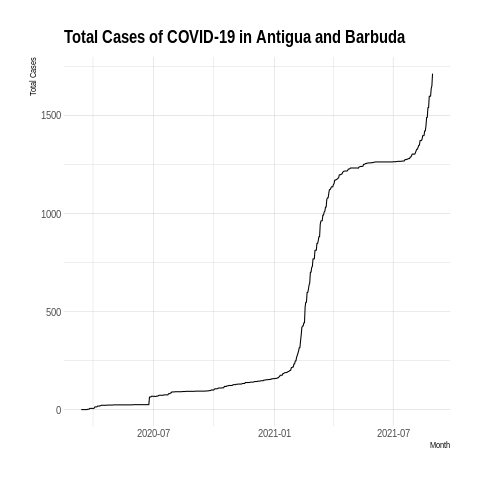 Total Cases of COVID-19 in Antigua and Barbuda
Total Cases
1500
1000
500
0
2020-07 2021-01 2021-07
Month